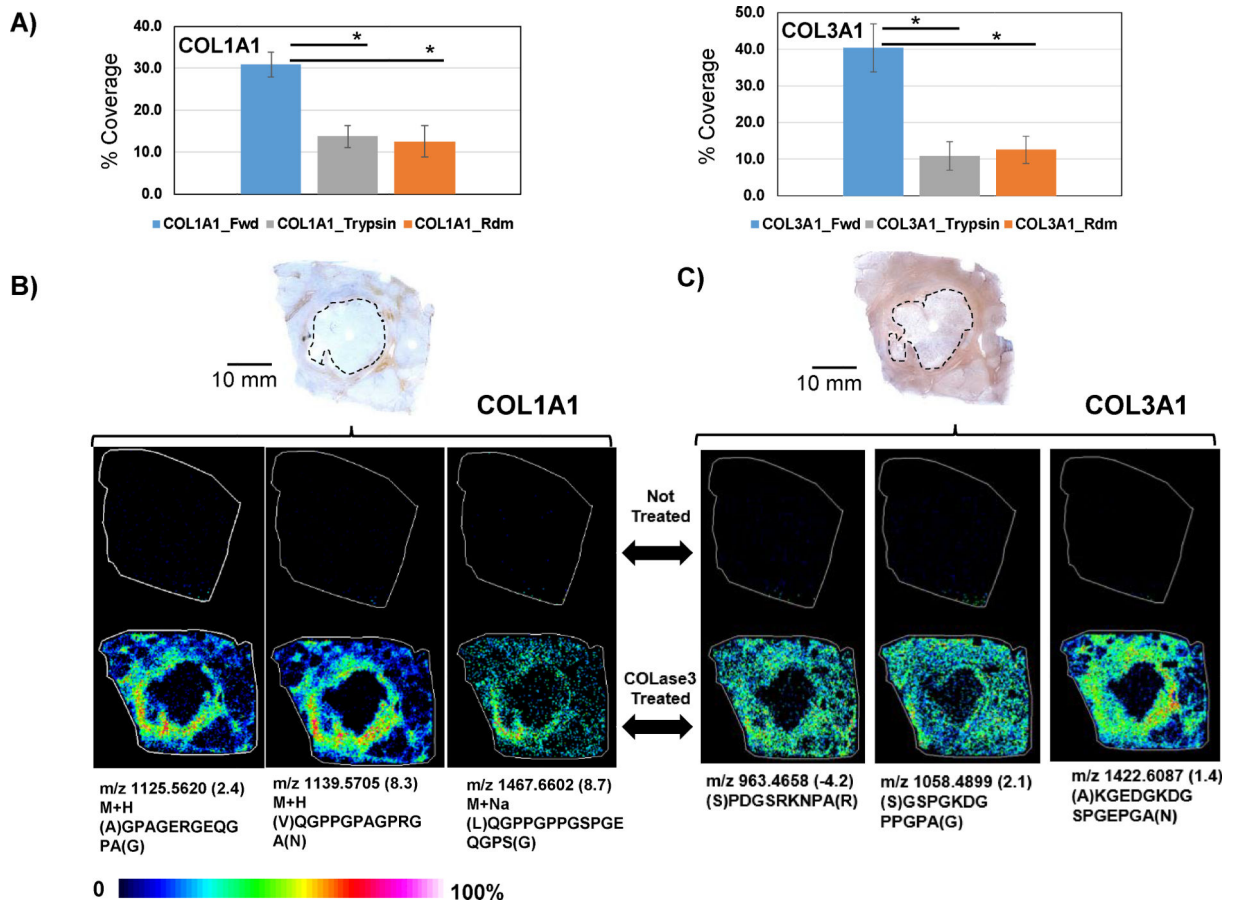 A)
COL1A1
*
*
% Coverage
40.0
30.0
20.0
10.0
0.0
COL1A1_Fwd COL1A1_Trypsin COL1A1_Rdm
COL3A1
*
*
% Coverage
50.0
40.0
30.0
20.0
10.0
0.0
COL3A1_Fwd COL3A1_Trypsin COL3A1_Rdm
B)
10 mm
COL1A1
C)
10 mm
COL3A1
Not
Treated
COLase3
Treated
m/z 1125.5620 (2.4)
M+H
(A)GPAGERGEQG
PA(G)
m/z 1139.5705 (8.3)
M+H
(V)QGPPGPAGPRG
A(N)
m/z 1467.6602 (8.7)
M+Na
(L)QGPPGPPGSPGE
QGPS(G)
m/z 963.4658 (-4.2)
(S)PDGSRKNPA(R)
m/z 1058.4899 (2.1)
(S)GSPGKDG
PPGPA(G)
m/z 1422.6087 (1.4)
(A)KGEDGKDG
SPGEPGA(N)
0 100%